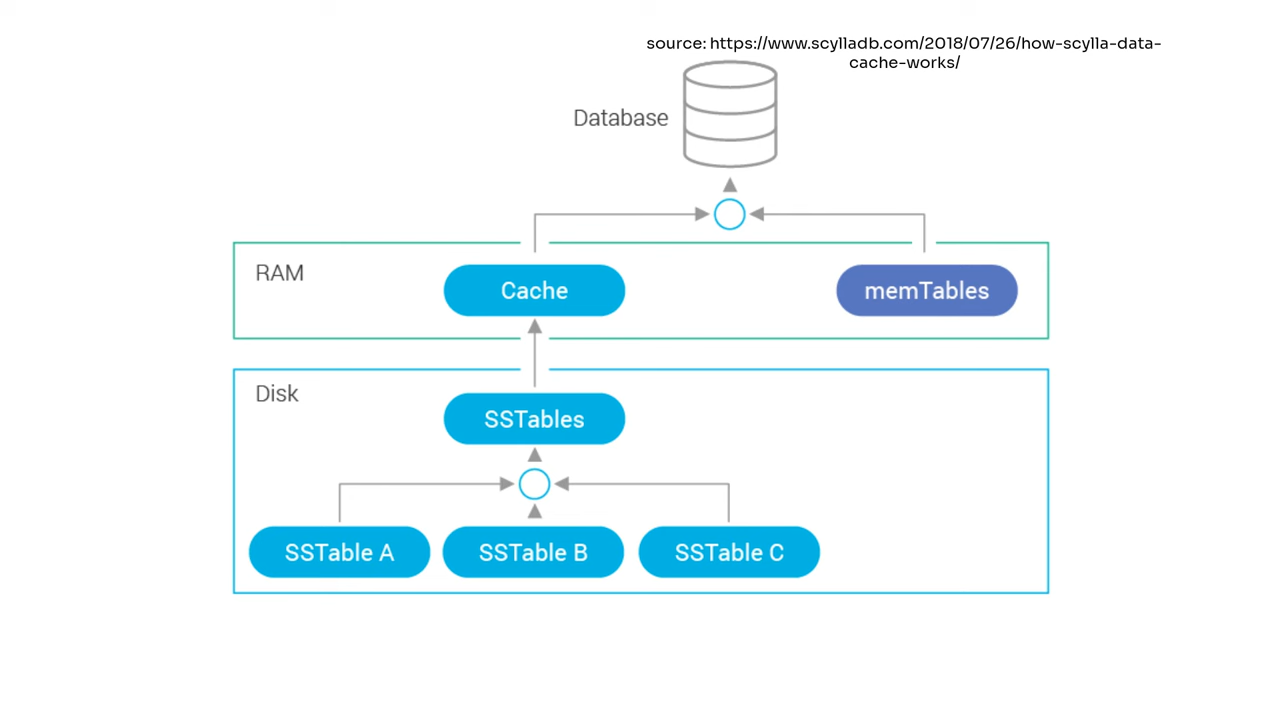 source: https://www.scylladb.com/2018/07/26/how-scylla-data-
cache-works/
Database
RAM
Cache
memTables
Disk
SSTables
SSTable A
SSTable B
SSTable C